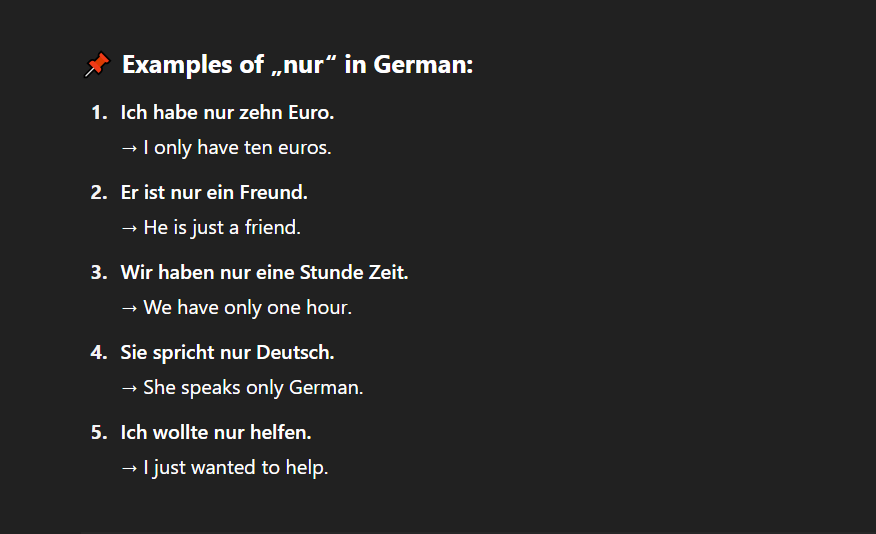 📌 Examples of „nur“ in German:
1. Ich habe nur zehn Euro.
→ I only have ten euros.
2. Er ist nur ein Freund.
→ He is just a friend.
3. Wir haben nur eine Stunde Zeit.
→ We have only one hour.
4. Sie spricht nur Deutsch.
→ She speaks only German.
5. Ich wollte nur helfen.
→ I just wanted to help.